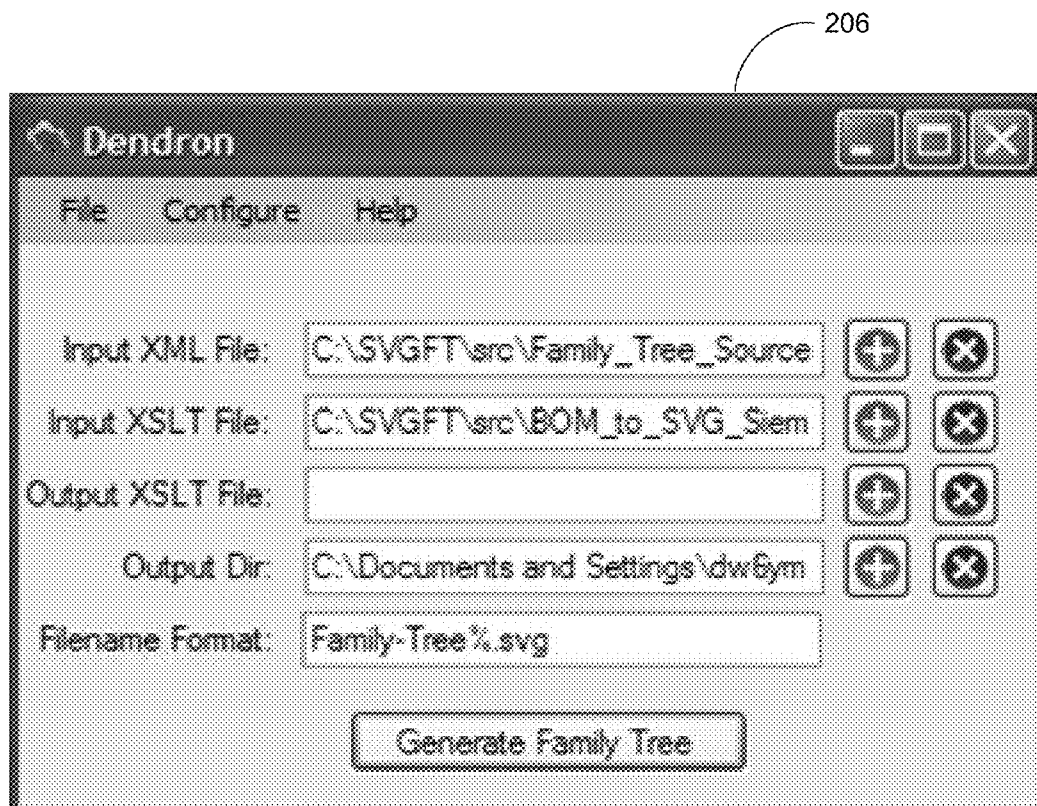 206
Dendron
File Configure Help
Input XML File: C:\SVGFT\src\Family_Tree_Source
Input XSLT File: C:\SVGFT\src\BOM_to_SVG_Siem
Output XSLT File:
Output Dir: C:\Documents and Settings\dw6ym
Filename Format: Family-Tree%.svg
Generate Family Tree